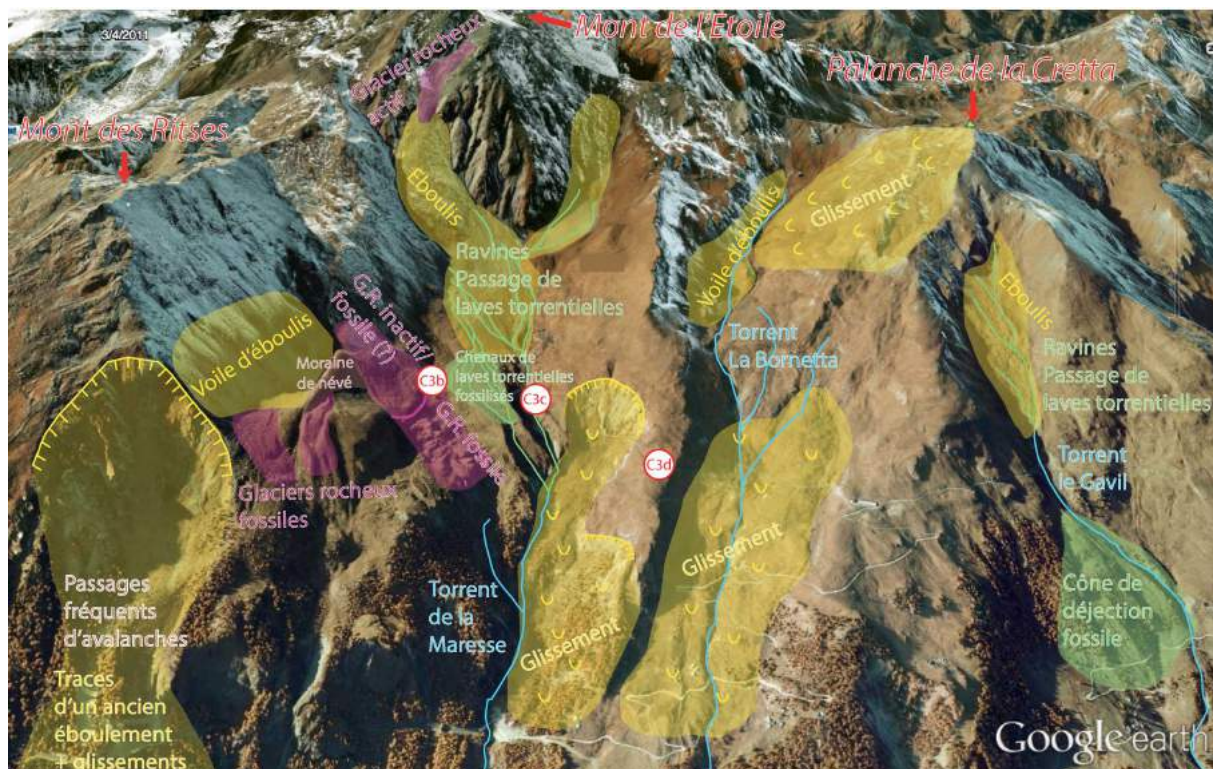 3/4/2011
Mont de l'Etoile
Palanche de la Cretta
Mont des Ritses
Glacier rocheux
actif
Eboulis
Ravines
Passage de
laves torrentielles
Voile d'éboulis
Glissement
Eboulis
Ravines
Passage de
laves torrentielles
G.R. inactif/
fossile (?)
Voile d'éboulis
Moraine
de névé
Chenaux de
laves torrentielles
fossilisés
C3b
C3c
G.R. fossile
C3d
Torrent
La Bornetta
Torrent
le Gavil
Glaciers rocheux
fossiles
Glissement
Passages
fréquents
d'avalanches
Torrent
de la
Maresse
Cône de
déjection
fossile
Glissement
Traces
d'un ancien
éboulement
+ glissements
Google earth